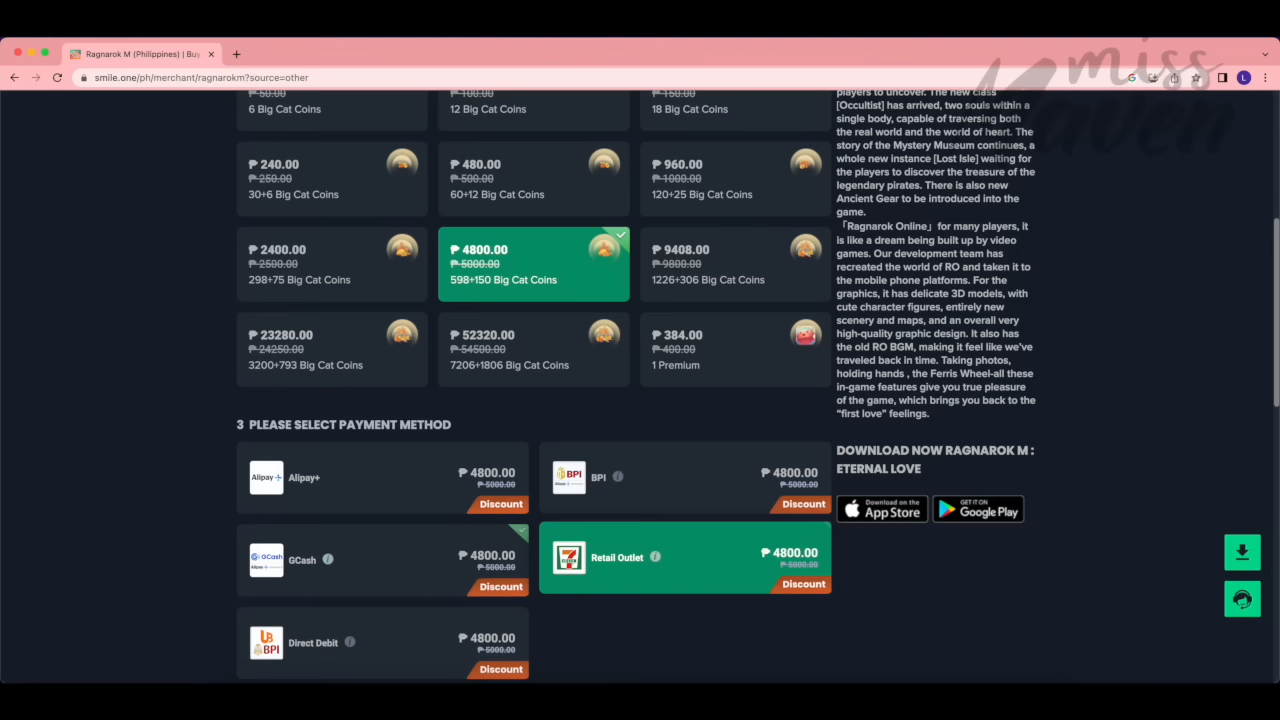 Ragnarok M (Philippines) | Buy
smile.one/ph/merchant/ragnarokm?source=other
miss
Maven
₱ 50.00
6 Big Cat Coins
₱ 100.00
12 Big Cat Coins
₱ 150.00
18 Big Cat Coins
₱ 240.00
₱ 250.00
30+6 Big Cat Coins
₱ 480.00
₱ 500.00
60+12 Big Cat Coins
₱ 960.00
₱ 1000.00
120+25 Big Cat Coins
₱ 2400.00
₱ 2500.00
298+75 Big Cat Coins
₱ 4800.00
₱ 5000.00
598+150 Big Cat Coins
₱ 9408.00
₱ 9800.00
1226+306 Big Cat Coins
₱ 23280.00
₱ 24250.00
3200+793 Big Cat Coins
₱ 52320.00
₱ 54500.00
7206+1806 Big Cat Coins
₱ 384.00
₱ 400.00
1 Premium
3 PLEASE SELECT PAYMENT METHOD
Alipay+
Alipay+
₱ 4800.00
₱ 5000.00
Discount
BPI
BPI
₱ 4800.00
₱ 5000.00
Discount
GCash
GCash
₱ 4800.00
₱ 5000.00
Discount
7 ELEVEN
Retail Outlet
₱ 4800.00
₱ 5000.00
Discount
UB
BPI
Direct Debit
₱ 4800.00
₱ 5000.00
Discount
players to uncover. The new class
[Occultist] has arrived, two souls within a
single body, capable of traversing both
the real world and the world of heart. The
story of the Mystery Museum continues, a
whole new instance [Lost Isle] waiting for
the players to discover the treasure of the
legendary pirates. There is also new
Ancient Gear to be introduced into the
game.
「Ragnarok Online」for many players, it
is like a dream being built up by video
games. Our development team has
recreated the world of RO and taken it to
the mobile phone platforms. For the
graphics, it has delicate 3D models, with
cute character figures, entirely new
scenery and maps, and an overall very
high-quality graphic design. It also has
the old RO BGM, making it feel like we've
traveled back in time. Taking photos,
holding hands , the Ferris Wheel-all these
in-game features give you true pleasure
of the game, which brings you back to the
“first love” feelings.
DOWNLOAD NOW RAGNAROK M :
ETERNAL LOVE
Download on the
App Store
GET IT ON
Google Play